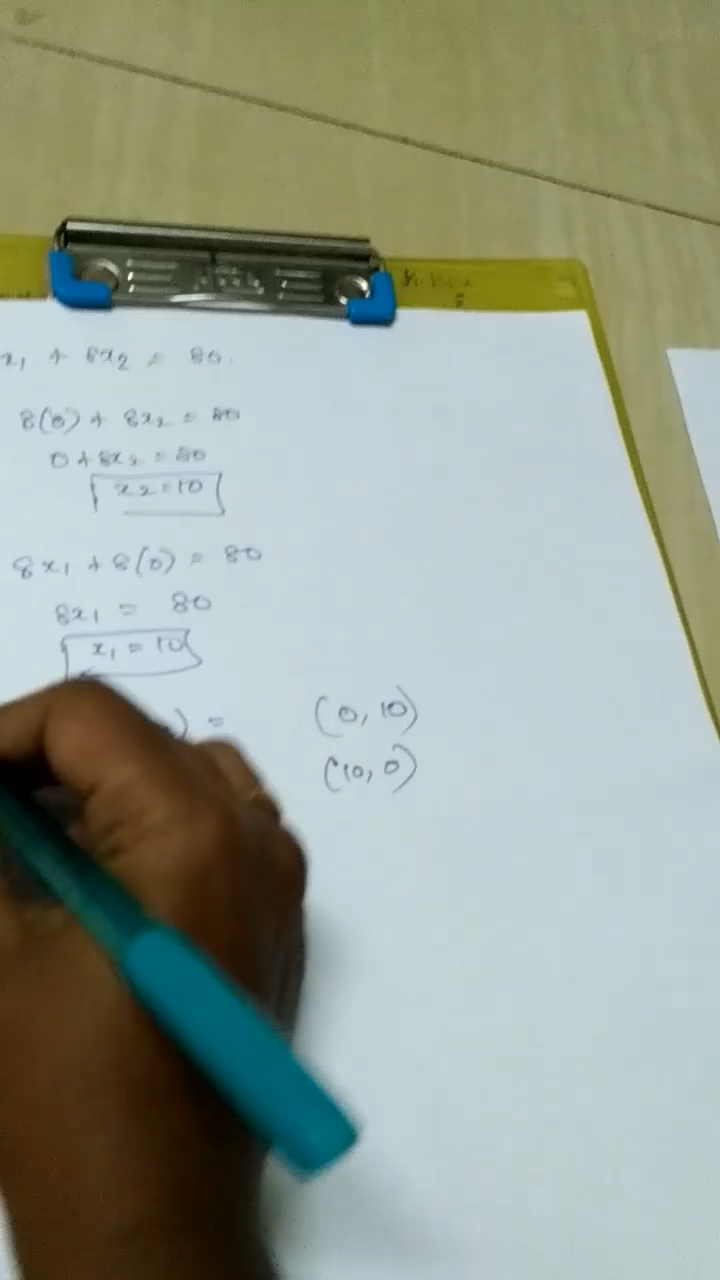 x₁ + 8x₂ = 80.
8(0) + 8x₂ = 80
0 + 8x₂ = 80
x₂ = 10
8x₁ + 8(0) = 80
8x₁ = 80
x₁ = 10
) = (0, 10)
(10, 0)